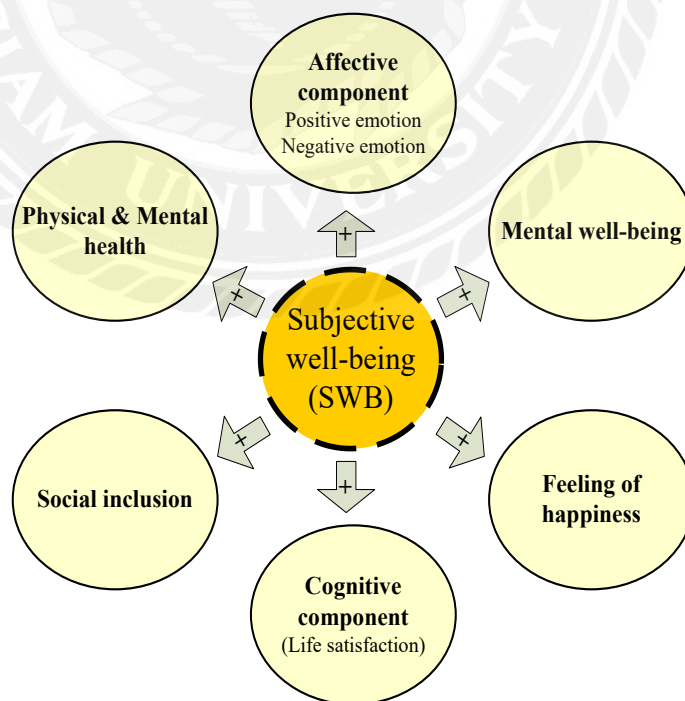 Affective
component
Positive emotion
Negative emotion
Physical & Mental
health
+
Mental well-being
+
+
Subjective
well-being
(SWB)
+
+
+
Social inclusion
Feeling of
happiness
Cognitive
component
(Life satisfaction)
UNIVERSITY